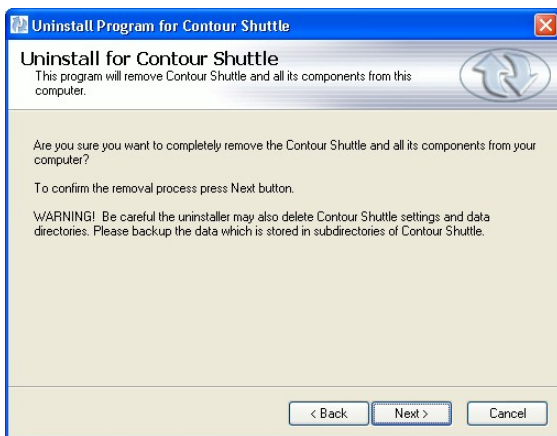 Uninstall Program for Contour Shuttle
Uninstall for Contour Shuttle
This program will remove Contour Shuttle and all its components from this
computer.
Are you sure you want to completely remove the Contour Shuttle and all its components from your
computer?
To confirm the removal process press Next button.
WARNING! Be careful the uninstaller may also delete Contour Shuttle settings and data
directories. Please backup the data which is stored in subdirectories of Contour Shuttle.
< Back Next > Cancel